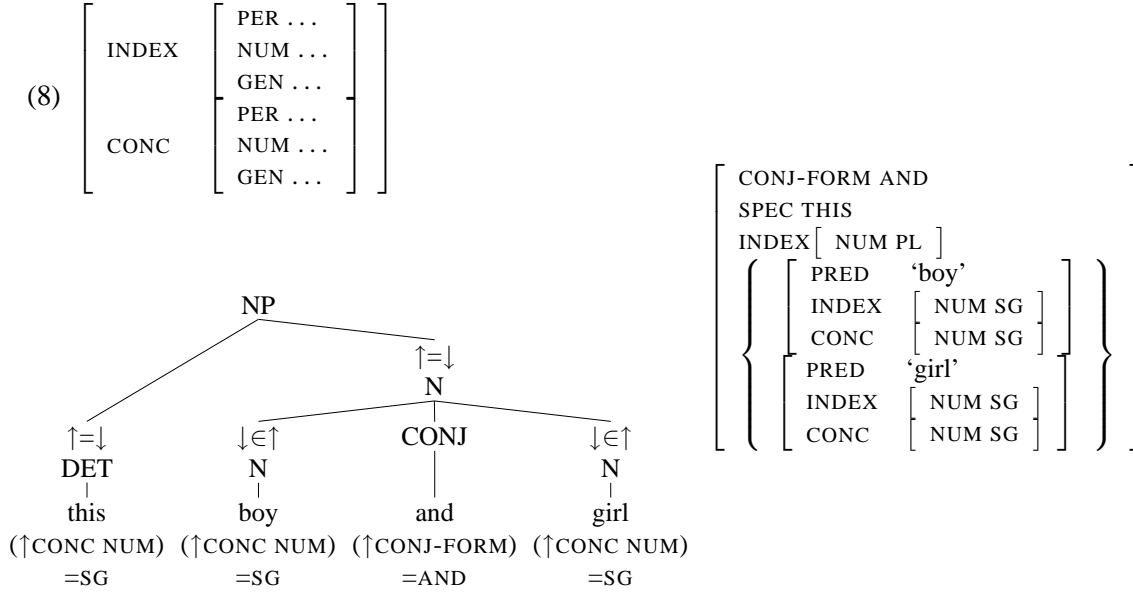 (8)
INDEX
PER ...
NUM ...
GEN ...
CONC
PER ...
NUM ...
GEN ...
NP
↑=↓
N
↑=↓ ↓∈↑ CONJ ↓∈↑
DET N N
this boy and girl
(↑CONC NUM) (↑CONC NUM) (↑CONJ-FORM) (↑CONC NUM)
=SG =SG =AND =SG
CONJ-FORM AND
SPEC THIS
INDEX[ NUM PL ]
PRED ‘boy’
INDEX [ NUM SG ]
CONC [ NUM SG ]
PRED ‘girl’
INDEX [ NUM SG ]
CONC [ NUM SG ]